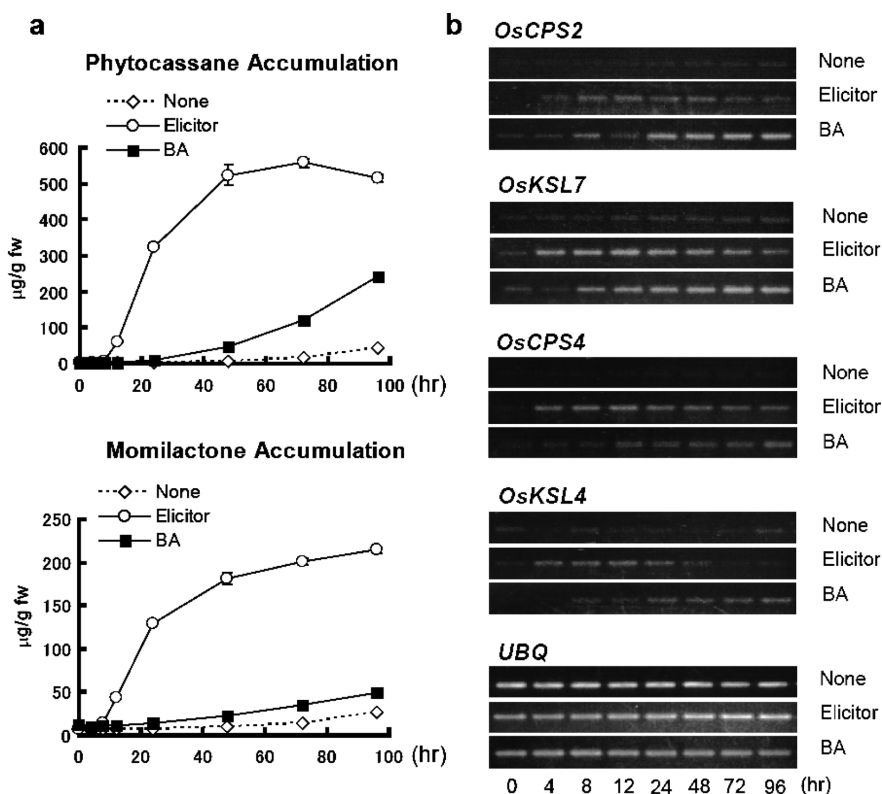 a
Phytocassane Accumulation
None
Elicitor
BA
600
500
400
300
200
100
0
µg/g fw
0 20 40 60 80 100 (hr)
Momilactone Accumulation
None
Elicitor
BA
250
200
150
100
50
0
µg/g fw
0 20 40 60 80 100 (hr)
b
OsCPS2
None
Elicitor
BA
OsKSL7
None
Elicitor
BA
OsCPS4
None
Elicitor
BA
OsKSL4
None
Elicitor
BA
UBQ
None
Elicitor
BA
0 4 8 12 24 48 72 96 (hr)